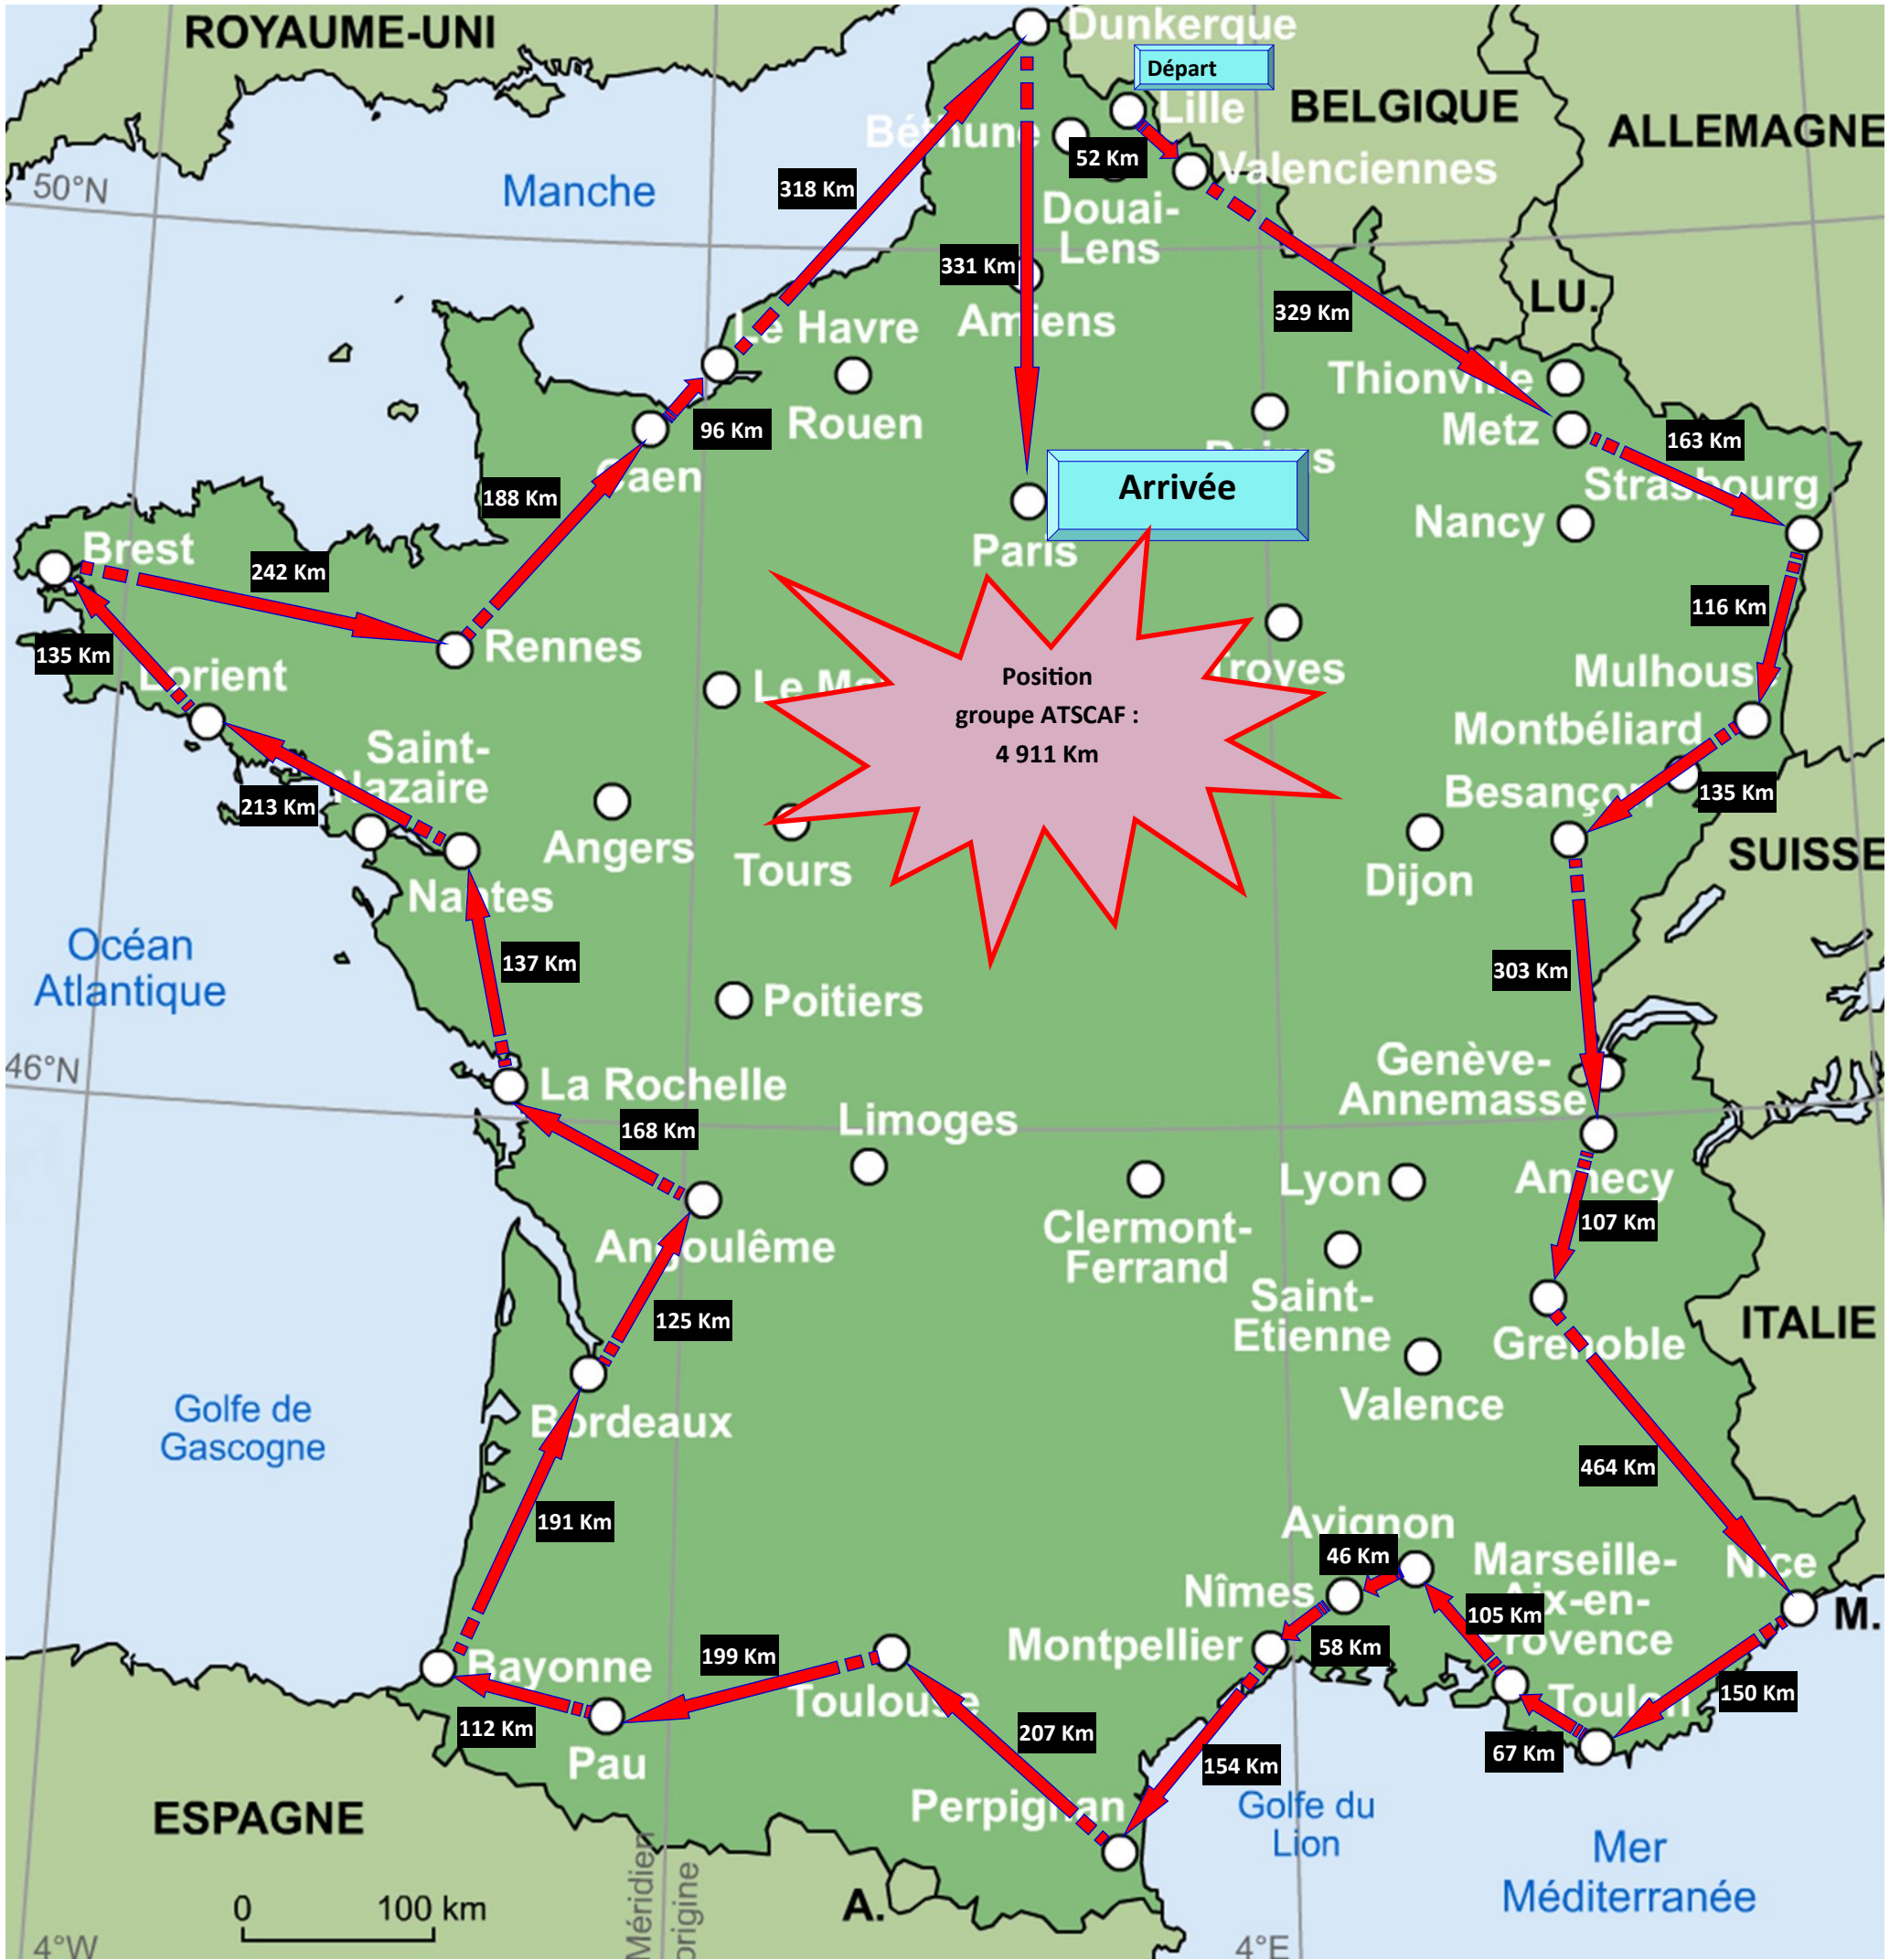 ROYAUME-UNI
Dunkerque
Départ
Lille
BELGIQUE
ALLEMAGNE
Béthune
52 Km
Valenciennes
50°N
Manche
318 Km
Douai-
Lens
331 Km
Amiens
329 Km
LU.
Le Havre
Thionville
Rouen
96 Km
Metz
163 Km
Caen
188 Km
Arrivée
Strasbourg
Nancy
Paris
Brest
242 Km
116 Km
Rennes
135 Km
Lorient
Troyes
Mulhous
Position
groupe ATSCAF :
4 911 Km
Montbéliard
Saint-
Nazaire
213 Km
Besançon
135 Km
Angers
Tours
Dijon
SUISSE
Nantes
Océan
Atlantique
137 Km
303 Km
Poitiers
46°N
La Rochelle
Genève-
Annemasse
168 Km
Limoges
Lyon
Annecy
107 Km
Angoulême
Clermont-
Ferrand
Saint-
Etienne
125 Km
Grenoble
ITALIE
Valence
Golfe de
Gascogne
Bordeaux
464 Km
191 Km
Avignon
46 Km
Marseille-
Aix-en-
Provence
Nice
Nîmes
105 Km
M.
Montpellier
58 Km
199 Km
Bayonne
Toulouse
Toulon
150 Km
112 Km
207 Km
67 Km
Pau
154 Km
Perpignan
ESPAGNE
Golfe du
Lion
Mer
Méditerranée
Méridien
origine
0 100 km
A.
4°W
4°E